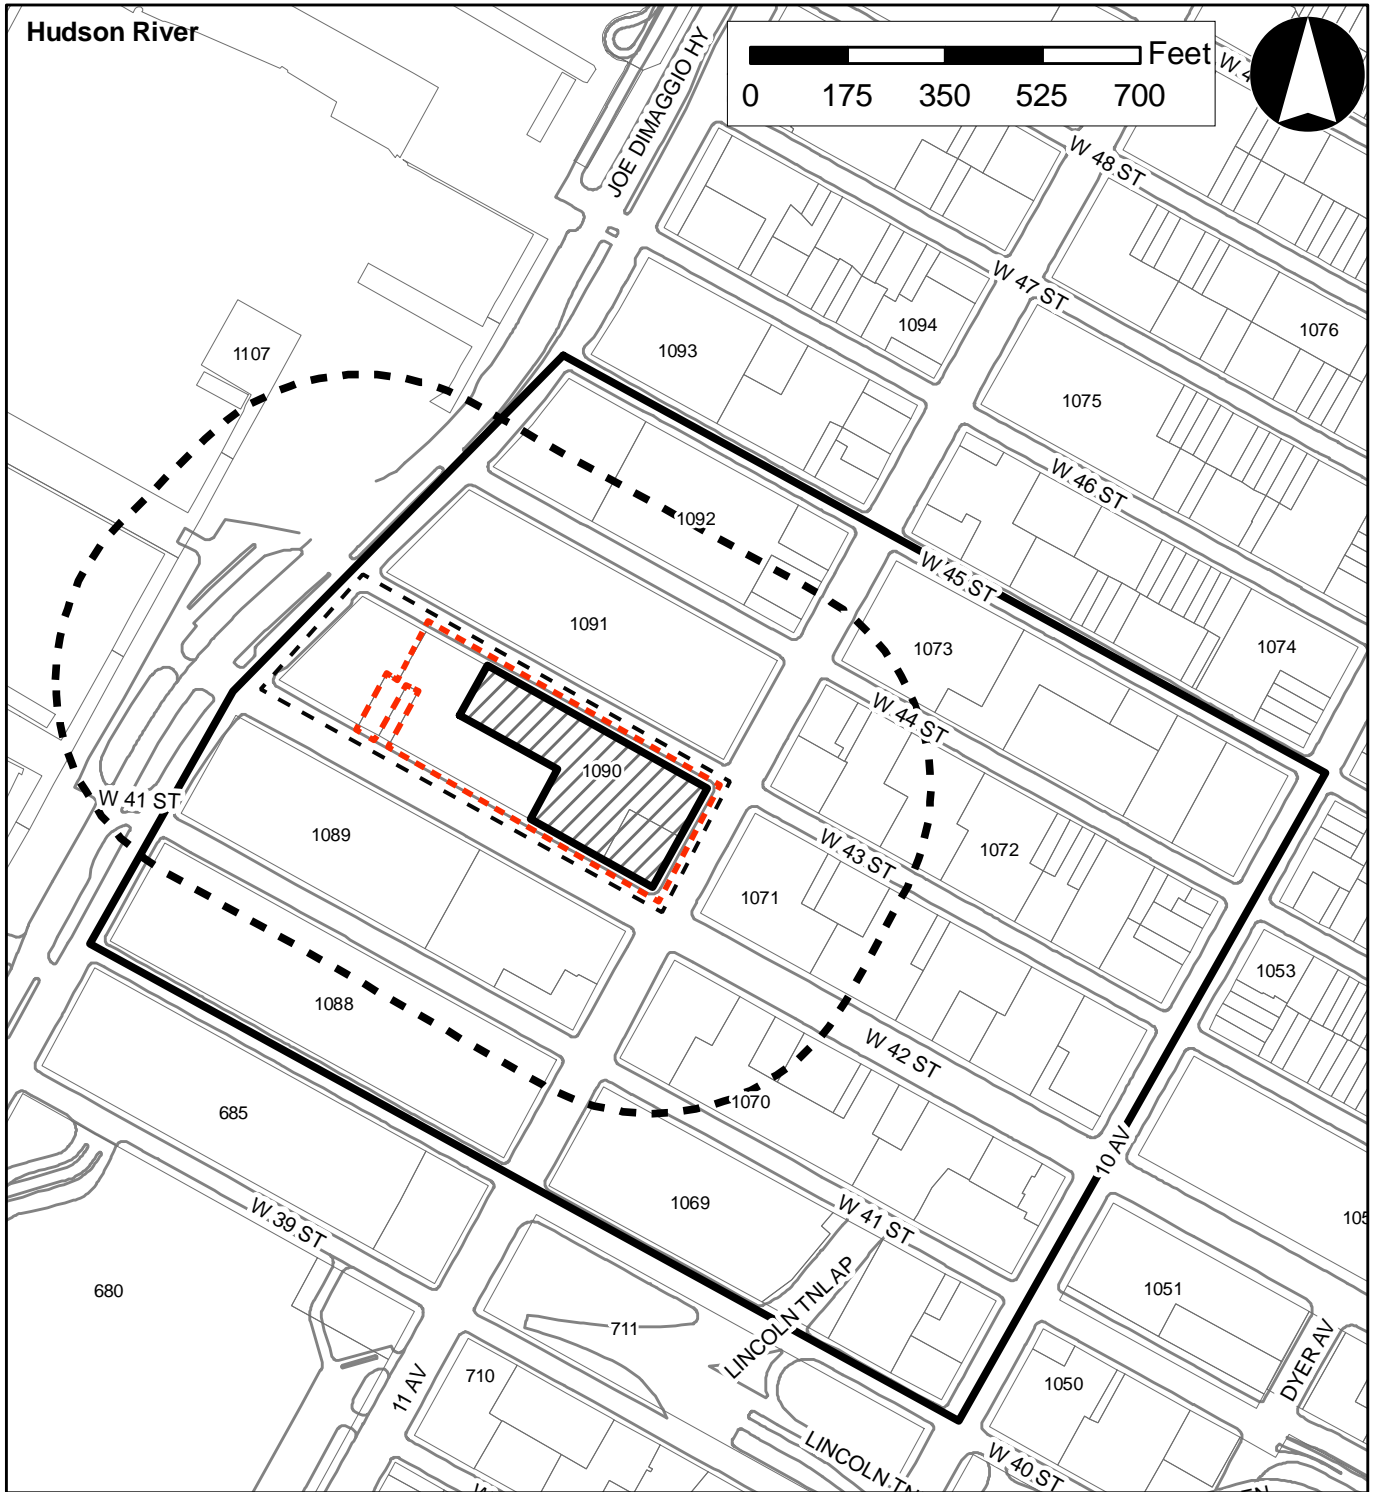 Hudson River
Feet
0 175 350 525 700
JOE DIMAGGIO HY
W 48 ST
W 47 ST
1094
1076
1093
1107
1075
W 46 ST
1092
W 45 ST
1091
1073
1074
W 44 ST
1090
W 41 ST
1089
W 43 ST
1072
1071
1053
1088
W 42 ST
1070
685
10 AV
1069
W 41 ST
W 39 ST
680
LINCOLN TNL AP
1051
711
DYER AV
710
11 AV
1050
LINCOLN TN
W 40 ST